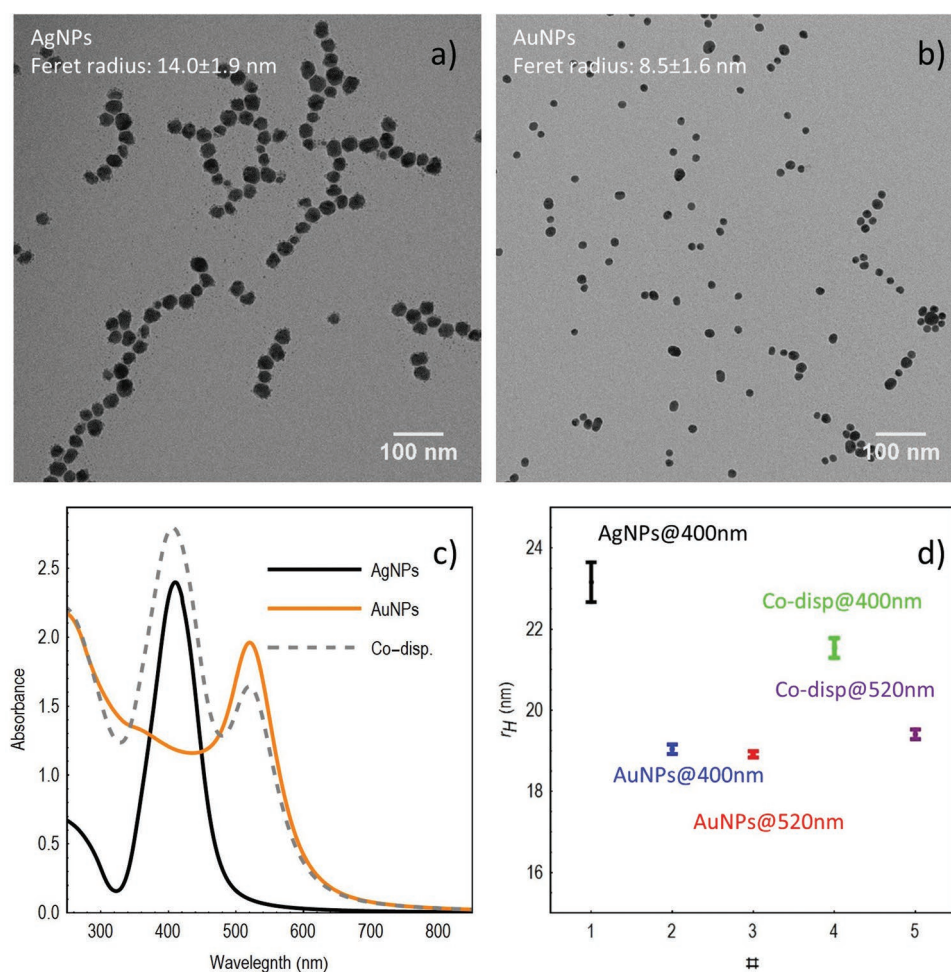 AgNPs
Feret radius: 14.0±1.9 nm
a)
100 nm
AuNPs
Feret radius: 8.5±1.6 nm
b)
100 nm
c)
AgNPs
AuNPs
Co–disp.
Absorbance
2.5
2.0
1.5
1.0
0.5
0.0
300 400 500 600 700 800
Wavelegnth (nm)
d)
AgNPs@400nm
Co-disp@400nm
Co-disp@520nm
AuNPs@400nm
AuNPs@520nm
rH (nm)
24
22
20
18
16
1 2 3 4 5
#